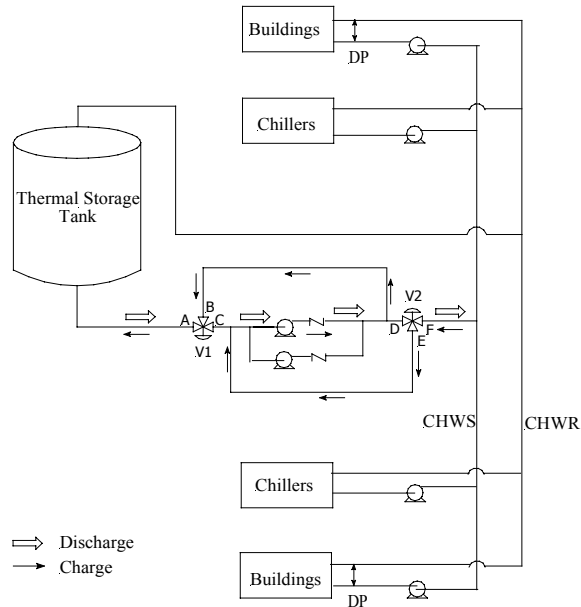 Buildings
DP
Chillers
Thermal Storage
Tank
B
V2
A
C
V1
D
F
E
CHWS
CHWR
Chillers
Discharge
Charge
Buildings
DP